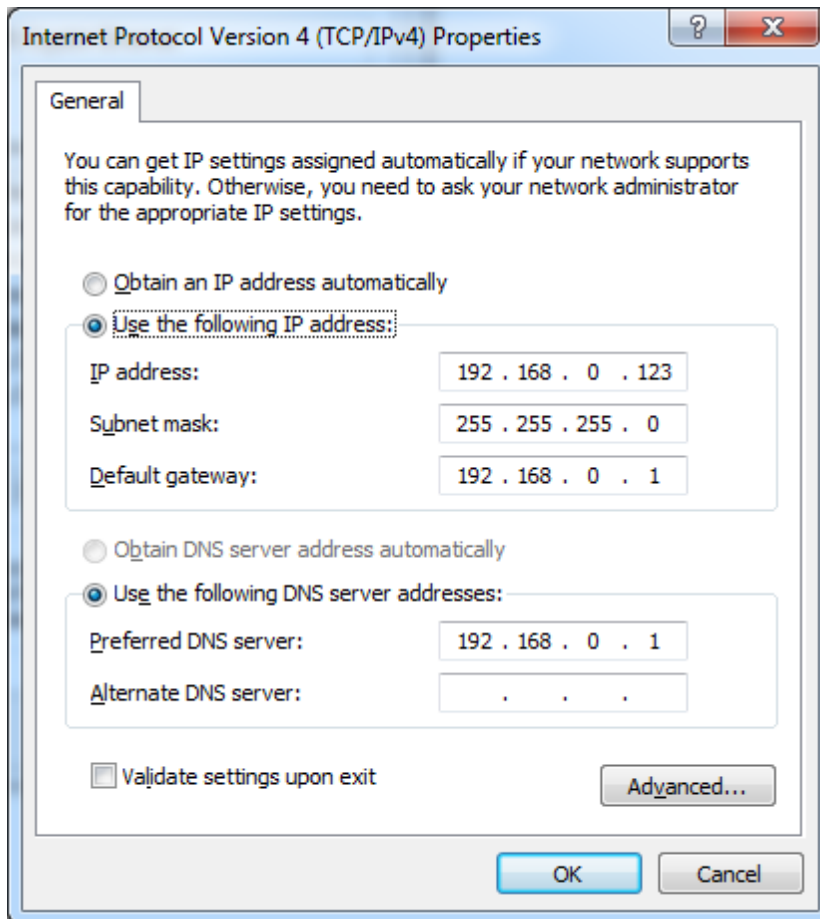 Internet Protocol Version 4 (TCP/IPv4) Properties
?
General
You can get IP settings assigned automatically if your network supports
this capability. Otherwise, you need to ask your network administrator
for the appropriate IP settings.
Obtain an IP address automatically
Use the following IP address:
IP address: 192 . 168 . 0 . 123
Subnet mask: 255 . 255 . 255 . 0
Default gateway: 192 . 168 . 0 . 1
Obtain DNS server address automatically
Use the following DNS server addresses:
Preferred DNS server: 192 . 168 . 0 . 1
Alternate DNS server: . . .
Validate settings upon exit
Advanced...
OK Cancel